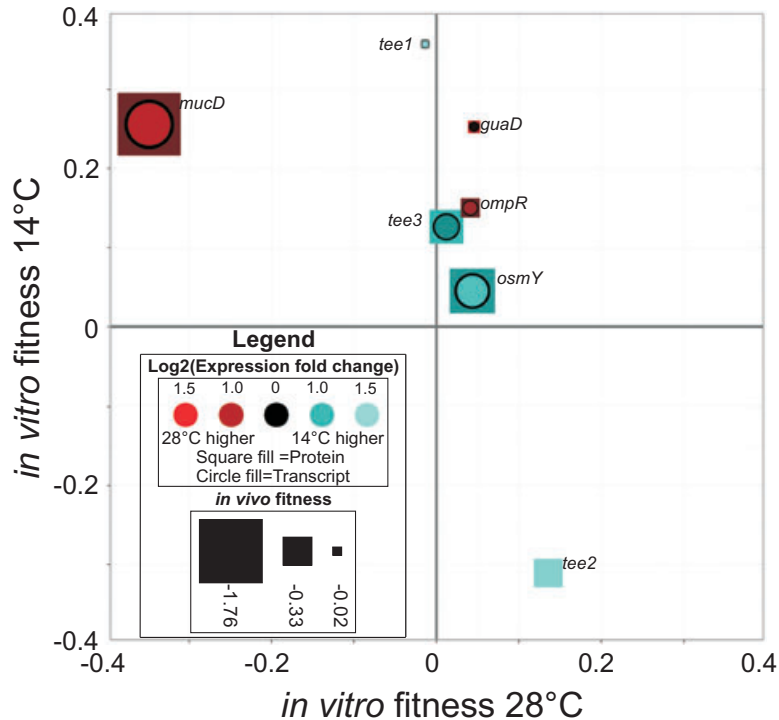 0.4
tee1
mucD
guaD
0.2
ompR
tee3
osmY
in vitro fitness 14°C
0
Legend
Log2(Expression fold change)
1.5 1.0 0 1.0 1.5
28°C higher 14°C higher
Square fill =Protein
Circle fill=Transcript
in vivo fitness
-1.76 -0.33 -0.02
-0.2
tee2
-0.4
-0.4 -0.2 0 0.2 0.4
in vitro fitness 28°C